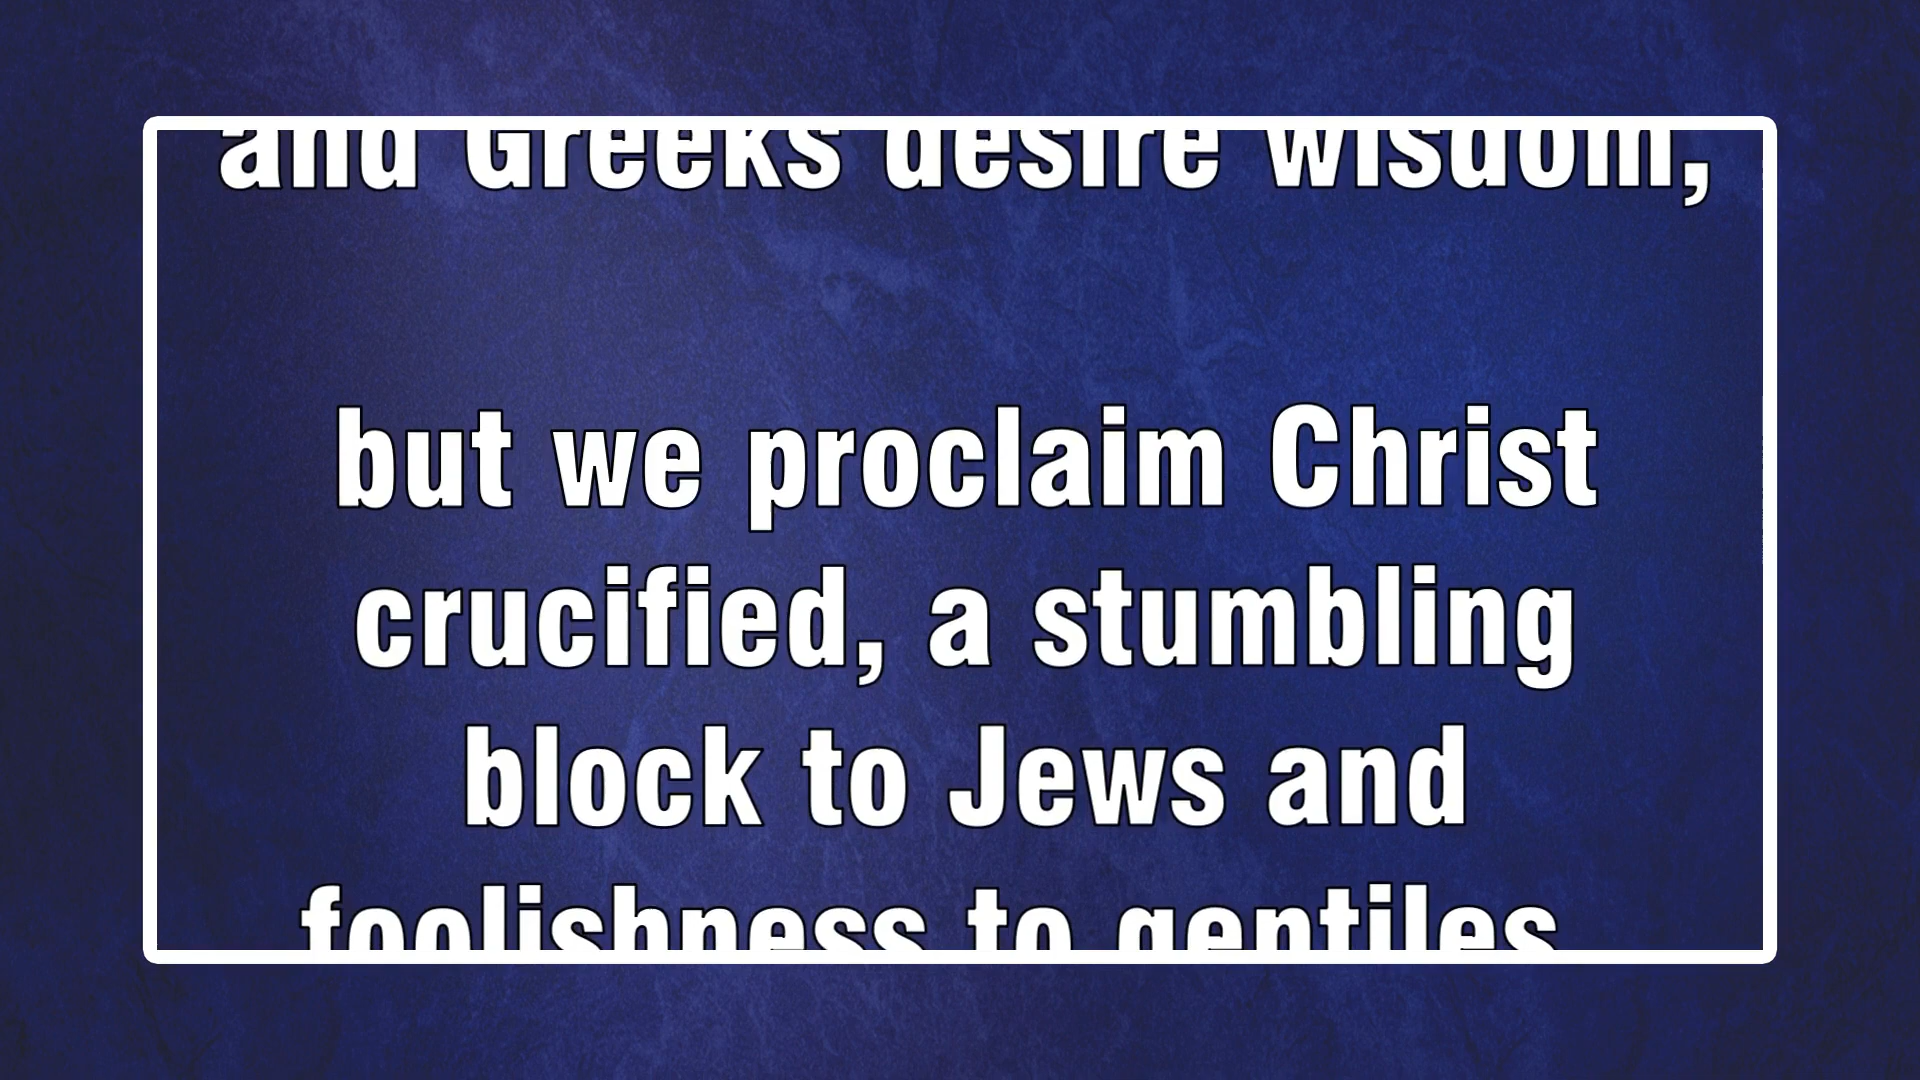 and Greeks desire wisdom,
but we proclaim Christ
crucified, a stumbling
block to Jews and
foolishness to gentiles